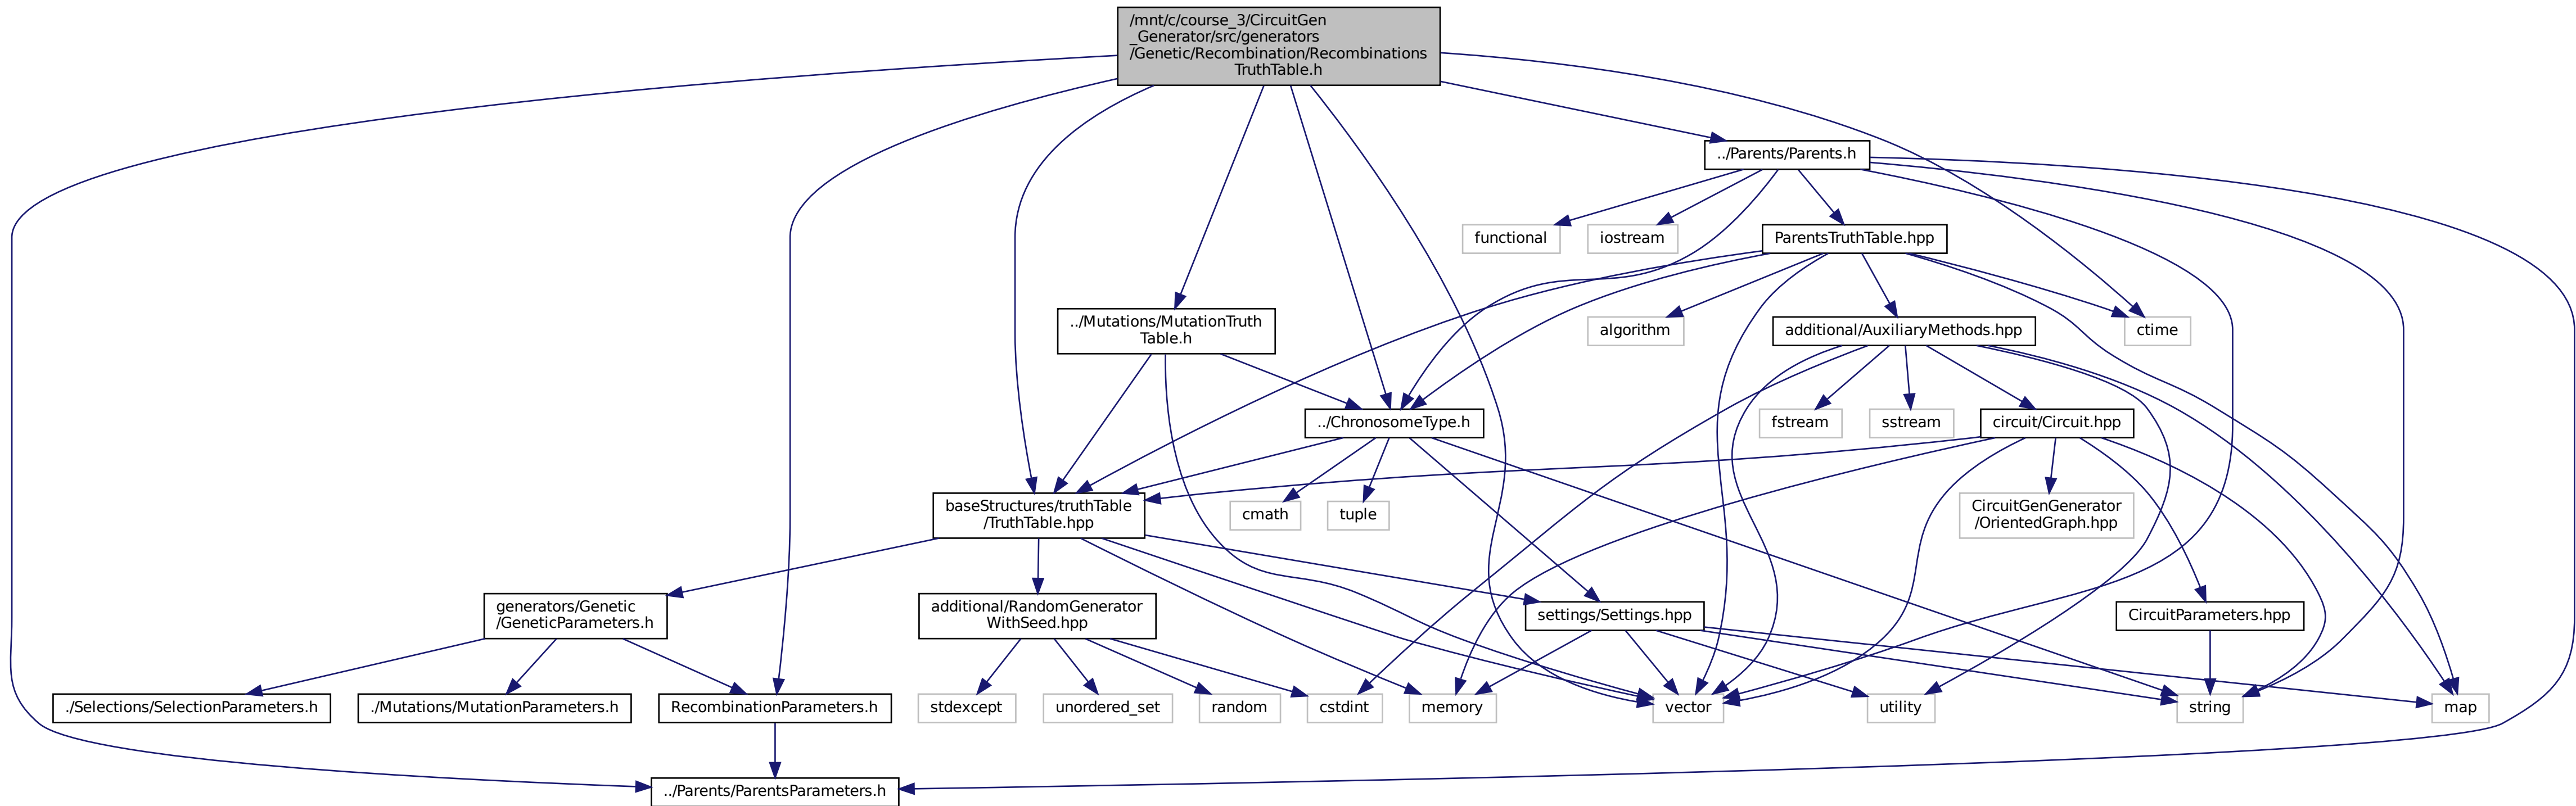 /mnt/c/course_3/CircuitGen
_Generator/src/generators
/Genetic/Recombination/Recombinations
TruthTable.h
../Parents/Parents.h
functional
iostream
ParentsTruthTable.hpp
../Mutations/MutationTruth
Table.h
algorithm
additional/AuxiliaryMethods.hpp
ctime
../ChronosomeType.h
fstream
sstream
circuit/Circuit.hpp
baseStructures/truthTable
/TruthTable.hpp
cmath
tuple
CircuitGenGenerator
/OrientedGraph.hpp
generators/Genetic
/GeneticParameters.h
additional/RandomGenerator
WithSeed.hpp
settings/Settings.hpp
CircuitParameters.hpp
./Selections/SelectionParameters.h
./Mutations/MutationParameters.h
RecombinationParameters.h
stdexcept
unordered_set
random
cstdint
memory
vector
utility
string
map
../Parents/ParentsParameters.h